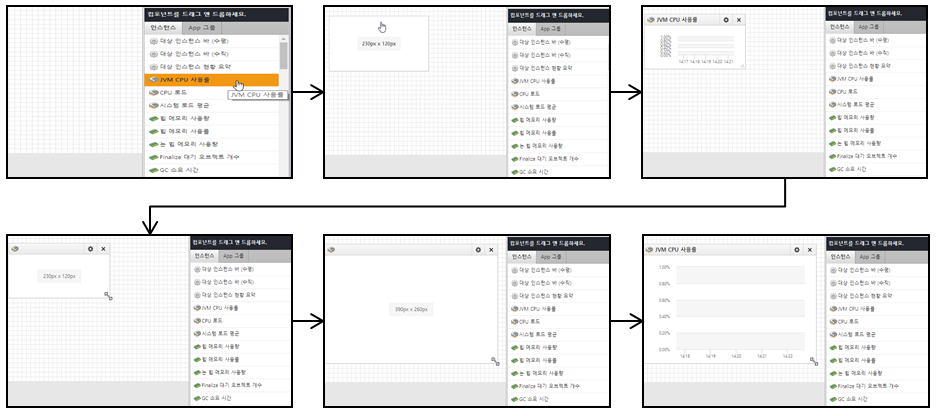 컴포넌트를 드래그 앤 드롭하세요.
인스턴스 App 그룹
대상 인스턴스 바 (수평)
대상 인스턴스 바 (수직)
대상 인스턴스 현황 요약
JVM CPU 사용률
CPU 로드
JVM CPU 사용률
시스템 로드 평균
힙 메모리 사용량
힙 메모리 사용률
논 힙 메모리 사용량
Finalize 대기 오브젝트 개수
GC 소요 시간
230px x 120px
컴포넌트를 드래그 앤 드롭하세요.
인스턴스 App 그룹
대상 인스턴스 바 (수평)
대상 인스턴스 바 (수직)
대상 인스턴스 현황 요약
JVM CPU 사용률
CPU 로드
시스템 로드 평균
힙 메모리 사용량
힙 메모리 사용률
논 힙 메모리 사용량
Finalize 대기 오브젝트 개수
GC 소요 시간
JVM CPU 사용률
1.00%
0.80%
0.60%
0.40%
0.20%
0.00%
14:17 14:18 14:19 14:20 14:21
컴포넌트를 드래그 앤 드롭하세요.
인스턴스 App 그룹
대상 인스턴스 바 (수평)
대상 인스턴스 바 (수직)
대상 인스턴스 현황 요약
JVM CPU 사용률
CPU 로드
시스템 로드 평균
힙 메모리 사용량
힙 메모리 사용률
논 힙 메모리 사용량
Finalize 대기 오브젝트 개수
GC 소요 시간
230px x 120px
컴포넌트를 드래그 앤 드롭하세요.
인스턴스 App 그룹
대상 인스턴스 바 (수평)
대상 인스턴스 바 (수직)
대상 인스턴스 현황 요약
JVM CPU 사용률
CPU 로드
시스템 로드 평균
힙 메모리 사용량
힙 메모리 사용률
논 힙 메모리 사용량
Finalize 대기 오브젝트 개수
GC 소요 시간
390px x 260px
컴포넌트를 드래그 앤 드롭하세요.
인스턴스 App 그룹
대상 인스턴스 바 (수평)
대상 인스턴스 바 (수직)
대상 인스턴스 현황 요약
JVM CPU 사용률
CPU 로드
시스템 로드 평균
힙 메모리 사용량
힙 메모리 사용률
논 힙 메모리 사용량
Finalize 대기 오브젝트 개수
GC 소요 시간
JVM CPU 사용률
1.00%
0.80%
0.60%
0.40%
0.20%
0.00%
14:18 14:20 14:21 14:22
컴포넌트를 드래그 앤 드롭하세요.
인스턴스 App 그룹
대상 인스턴스 바 (수평)
대상 인스턴스 바 (수직)
대상 인스턴스 현황 요약
JVM CPU 사용률
CPU 로드
시스템 로드 평균
힙 메모리 사용량
힙 메모리 사용률
논 힙 메모리 사용량
Finalize 대기 오브젝트 개수
GC 소요 시간